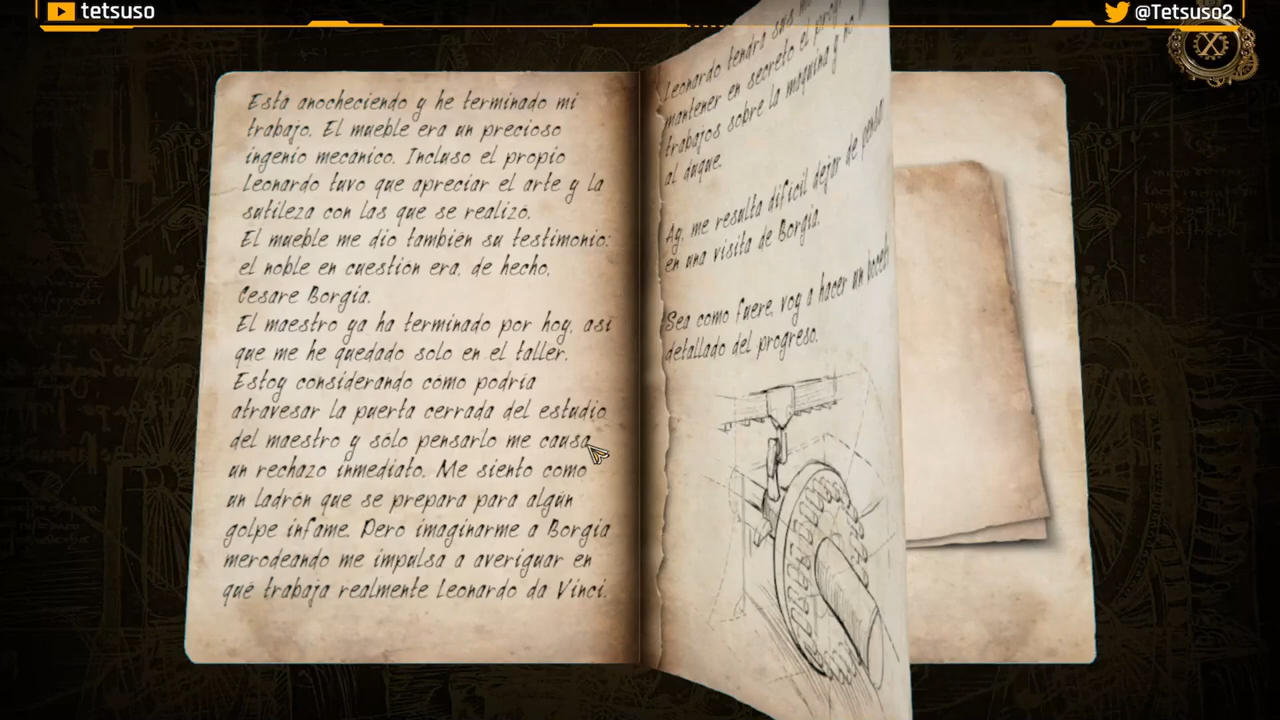 tetsuso
@Tetsuso2
Está anocheciendo y he terminado mi
trabajo. El mueble era un precioso
ingenio mecánico. Incluso el propio
Leonardo tuvo que apreciar el arte y la
sutileza con las que se realizó.
El mueble me dio también su testimonio:
el noble en cuestión era, de hecho,
Cesare Borgia.
El maestro ya ha terminado por hoy, así
que me he quedado solo en el taller.
Estoy considerando cómo podría
atravesar la puerta cerrada del estudio
del maestro y sólo pensarlo me causa
un rechazo inmediato. Me siento como
un ladrón que se prepara para algún
golpe infame. Pero imaginarme a Borgia
merodeando me impulsa a averiguar en
qué trabaja realmente Leonardo da Vinci.
Leonardo tendrá sus
mantener en secreto el
trabajos sobre la maquina y no
al duque.
Ay, me resulta difícil dejar de pensar
en una visita de Borgia.
Sea como fuere, voy a hacer un boceto
detallado del progreso.